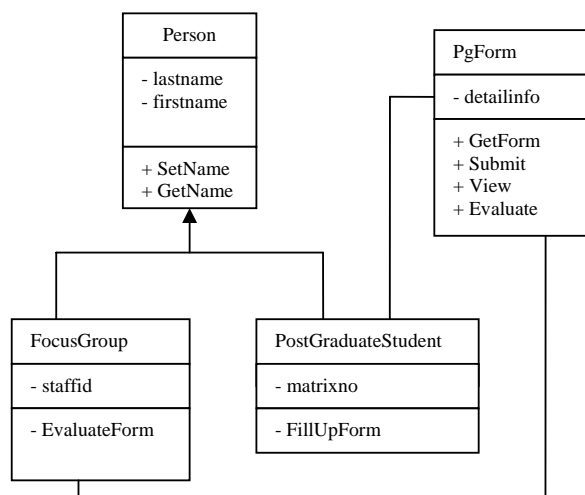 Person
- lastname
- firstname
+ SetName
+ GetName
PgForm
- detailinfo
+ GetForm
+ Submit
+ View
+ Evaluate
FocusGroup
- staffid
- EvaluateForm
PostGraduateStudent
- matrixno
- FillUpForm